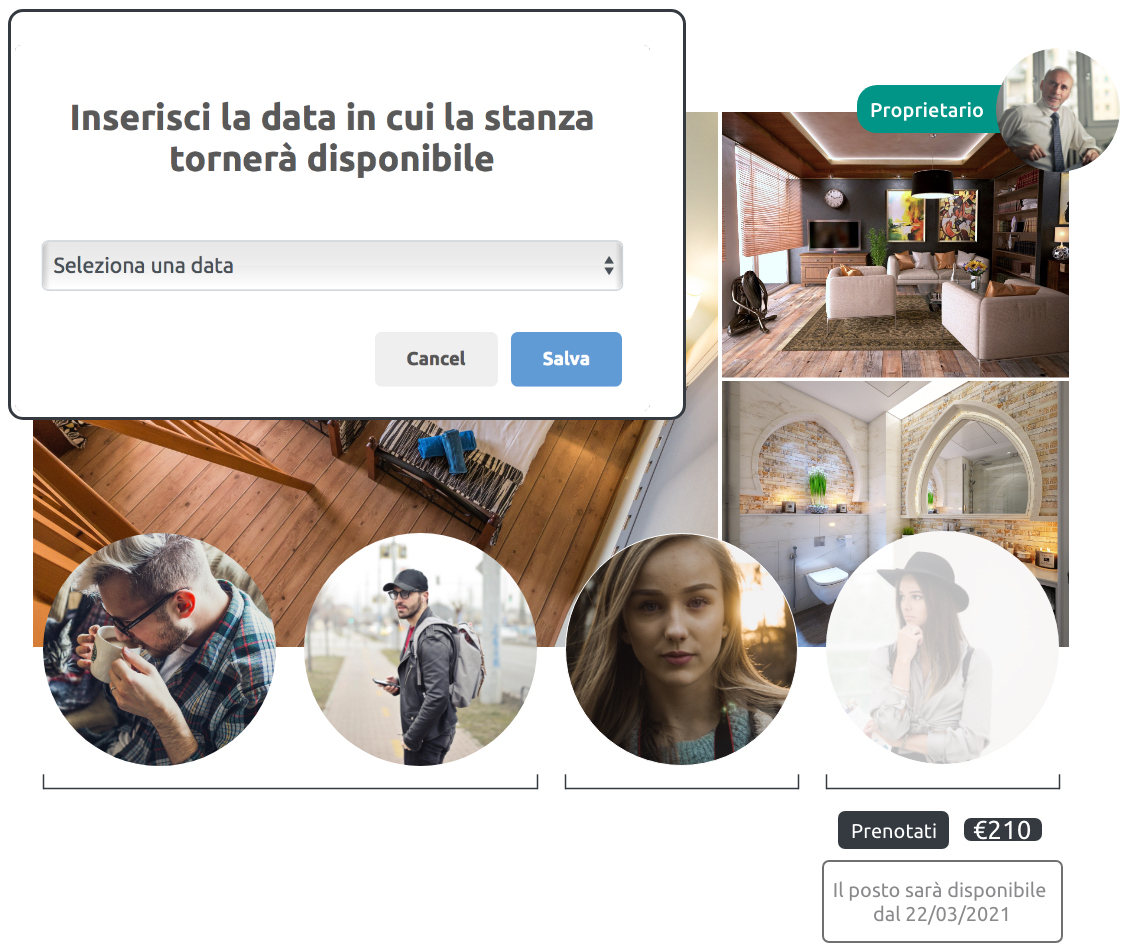 Inserisci la data in cui la stanza
tornerà disponibile
Seleziona una data
Cancel
Salva
Proprietario
Prenotati
€210
Il posto sarà disponibile
dal 22/03/2021